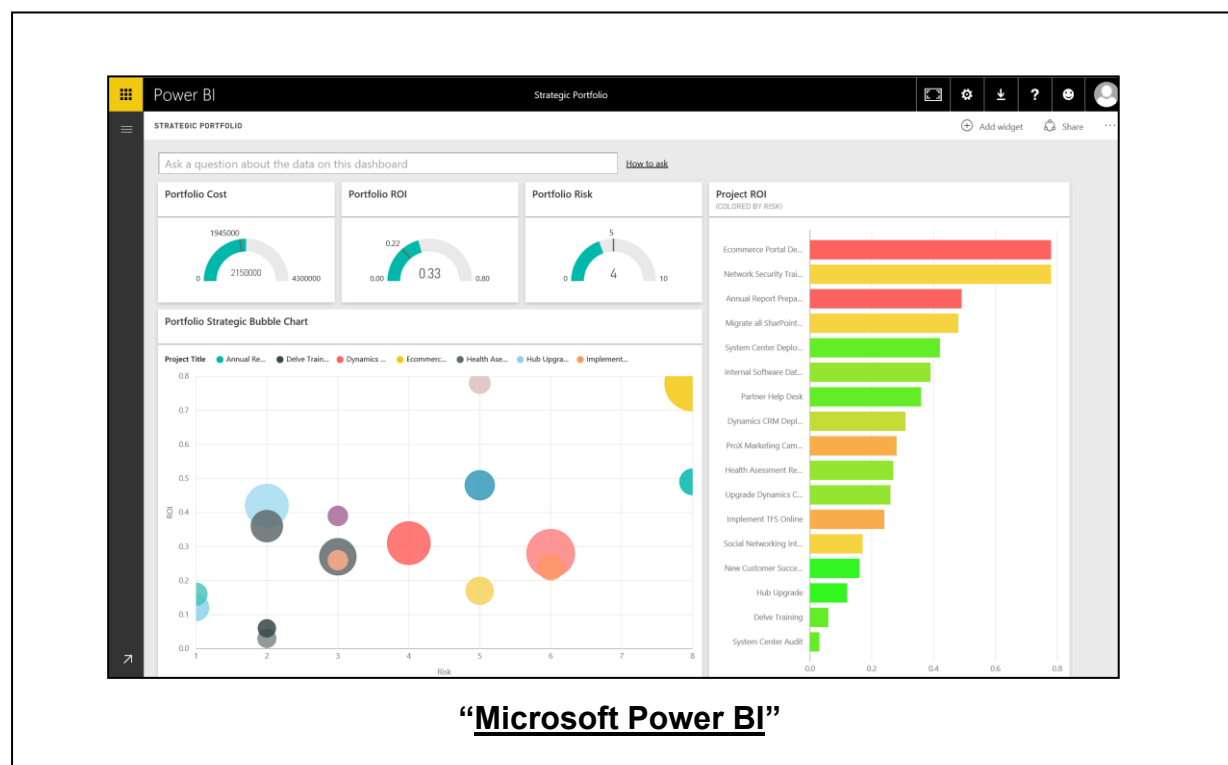 Power BI
Strategic Portfolio
?
STRATEGIC PORTFOLIO
Add widget
Share
...
Ask a question about the data on this dashboard
How to ask
Portfolio Cost
1945000
0
2150000
4300000
Portfolio ROI
0.22
0.00
0.33
0.80
Portfolio Risk
5
0
4
10
Portfolio Strategic Bubble Chart
Project Title Annual Re... Delve Train... Dynamics ... Ecommerc... Health Ase... Hub Upgra... Implement...
0.8
0.7
0.6
0.5
0.4
0.3
0.2
0.1
0.0
ROI
1 2 3 4 5 6 7 8
Risk
Project ROI
(COLORED BY RISK)
Ecommerce Portal De...
Network Security Trai...
Annual Report Prepa...
Migrate all SharPoint...
System Center Deplo...
Internal Software Dat...
Partner Help Desk
Dynamics CRM Depl...
ProX Marketing Cam...
Health Asessment Re...
Upgrade Dynamics C...
Implement TFS Online
Social Networking Int...
New Customer Succe...
Hub Upgrade
Delve Training
System Center Audit
0.0 0.2 0.4 0.6 0.8
“Microsoft Power BI”